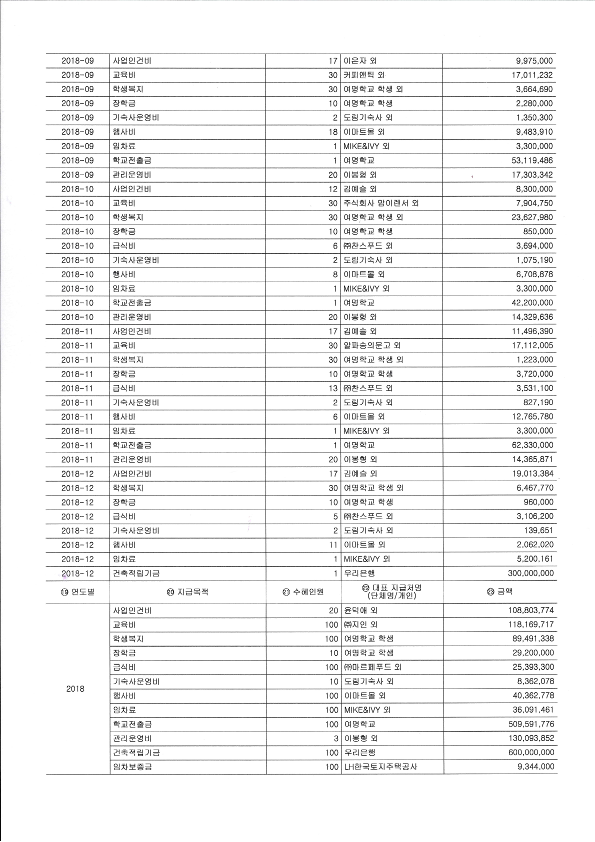 2018-09 사업인건비 17 이은자 외 9,975,000
2018-09 교육비 30 커피앤틱 외 17,011,232
2018-09 학생복지 30 여명학교 학생 외 3,664,690
2018-09 장학금 10 여명학교 학생 2,280,000
2018-09 기숙사운영비 2 도림기숙사 외 1,350,300
2018-09 행사비 18 이마트몰 외 9,483,910
2018-09 임차료 1 MIKE&IVY 외 3,300,000
2018-09 학교전출금 1 여명학교 53,119,486
2018-09 관리운영비 20 이봉형 외 17,303,342
2018-10 사업인건비 12 김예슬 외 8,300,000
2018-10 교육비 30 주식회사 맘이랜서 외 7,904,750
2018-10 학생복지 30 여명학교 학생 외 23,627,980
2018-10 장학금 10 여명학교 학생 850,000
2018-10 급식비 6 ㈜찬스푸드 외 3,694,000
2018-10 기숙사운영비 2 도림기숙사 외 1,075,190
2018-10 행사비 8 이마트몰 외 6,708,878
2018-10 임차료 1 MIKE&IVY 외 3,300,000
2018-10 학교전출금 1 여명학교 42,200,000
2018-10 관리운영비 20 이봉형 외 14,329,636
2018-11 사업인건비 17 김예슬 외 11,496,390
2018-11 교육비 30 알파숭의문고 외 17,112,005
2018-11 학생복지 30 여명학교 학생 외 1,223,000
2018-11 장학금 10 여명학교 학생 3,720,000
2018-11 급식비 13 ㈜찬스푸드 외 3,531,100
2018-11 기숙사운영비 2 도림기숙사 외 827,190
2018-11 행사비 6 이마트몰 외 12,765,780
2018-11 임차료 1 MIKE&IVY 외 3,300,000
2018-11 학교전출금 1 여명학교 62,330,000
2018-11 관리운영비 20 이봉형 외 14,365,871
2018-12 사업인건비 17 김예슬 외 19,013,384
2018-12 학생복지 30 여명학교 학생 외 6,467,770
2018-12 장학금 10 여명학교 학생 960,000
2018-12 급식비 5 ㈜찬스푸드 외 3,106,200
2018-12 기숙사운영비 2 도림기숙사 외 139,651
2018-12 행사비 11 이마트몰 외 2,062,020
2018-12 임차료 1 MIKE&IVY 외 5,200,161
2018-12 건축적립기금 1 우리은행 300,000,000
⑲ 연도별 ⑳ 지급목적 ㉑ 수혜인원 ㉒ 대표 지급처명 (단체명/개인) ㉓ 금액
2018
사업인건비 20 윤덕애 외 108,803,774
교육비 100 ㈜지인 외 118,169,717
학생복지 100 여명학교 학생 89,491,338
장학금 10 여명학교 학생 29,200,000
급식비 100 ㈜마르페푸드 외 25,393,300
기숙사운영비 10 도림기숙사 외 8,362,078
행사비 100 이마트몰 외 40,362,778
임차료 100 MIKE&IVY 외 36,091,461
학교전출금 100 여명학교 509,591,776
관리운영비 3 이봉형 외 130,093,852
건축적립기금 100 우리은행 600,000,000
임차보증금 100 LH한국토지주택공사 9,344,000